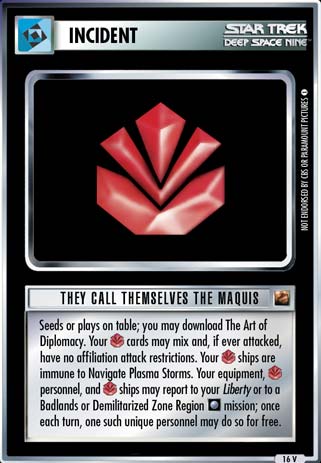 INCIDENT
STAR TREK
DEEP SPACE NINE™
NOT ENDORSED BY CBS OR PARAMOUNT PICTURES
THEY CALL THEMSELVES THE MAQUIS
Seeds or plays on table; you may download The Art of
Diplomacy. Your cards may mix and, if ever attacked,
have no affiliation attack restrictions. Your ships are
immune to Navigate Plasma Storms. Your equipment,
personnel, and ships may report to your Liberty or to a
Badlands or Demilitarized Zone Region mission; once
each turn, one such unique personnel may do so for free.
16 V